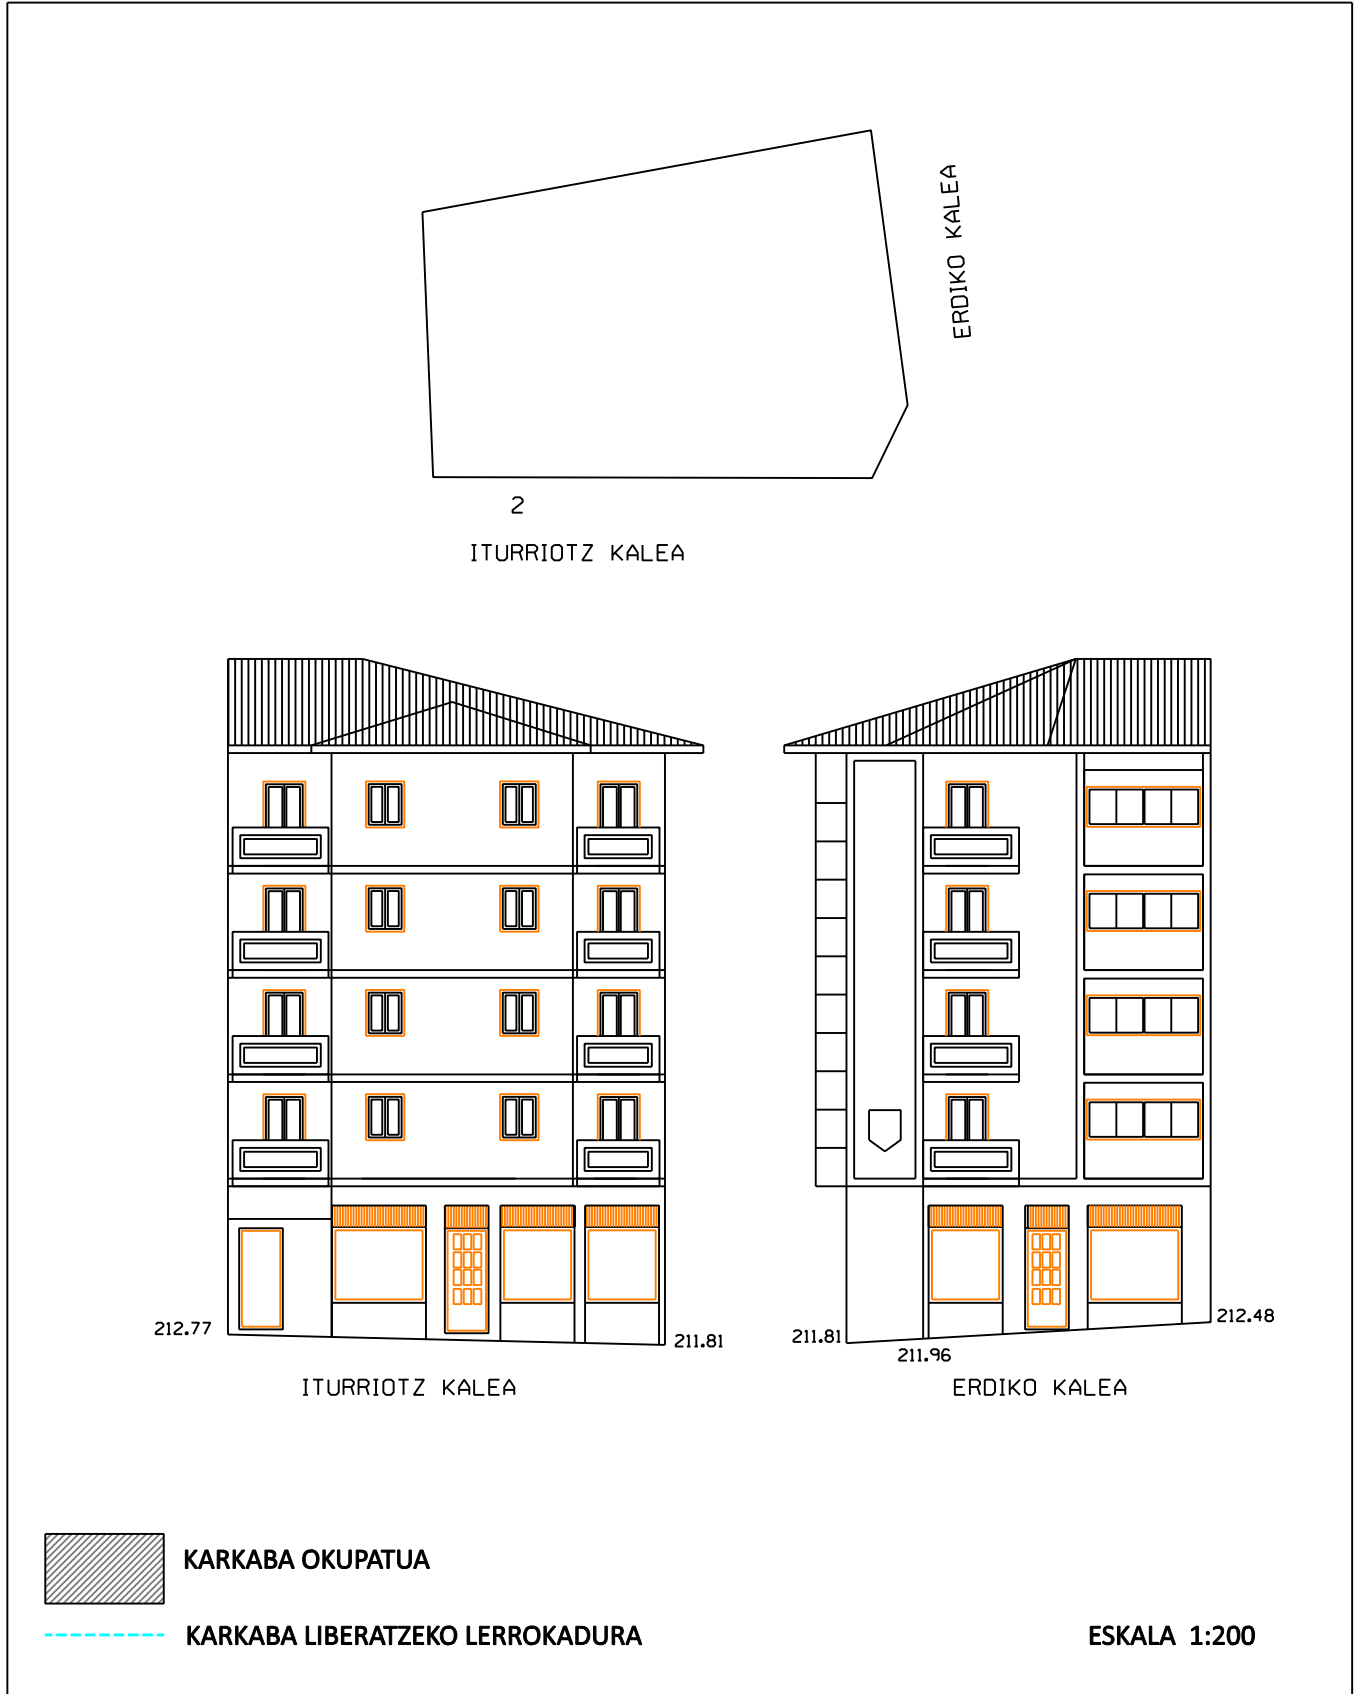 ERDIKO KALEA
2
ITURRIOTZ KALEA
212.77
211.81
211.81
211.96
212.48
ITURRIOTZ KALEA
ERDIKO KALEA
KARKABA OKUPATUA
KARKABA LIBERATZEKO LERROKADURA
ESKALA 1:200